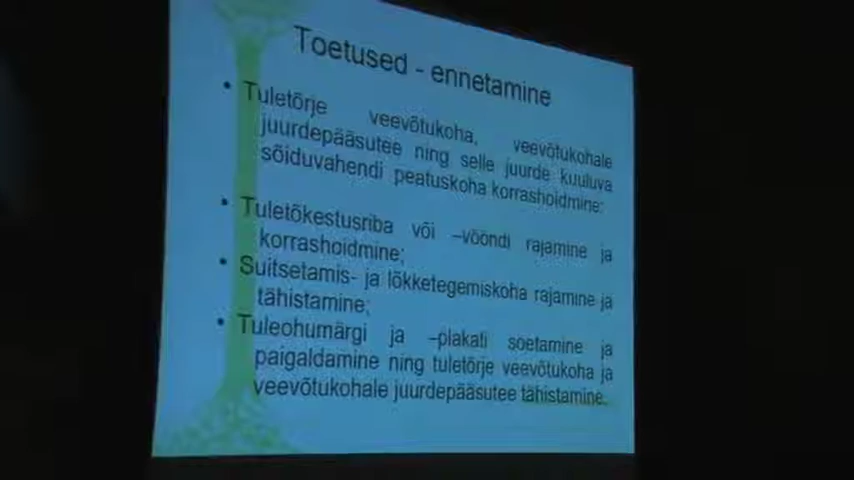 Toetused - ennetamine
• Tuletõrje veevõtukoha, veevõtukohale
juurdepääsutee ning selle juurde kuuluva
sõiduvahendi peatuskoha korrashoidmine;
• Tuletõkestusriba või –vööndi rajamine ja
korrashoidmine;
• Suitsetamis- ja lõkketegemiskoha rajamine ja
tähistamine;
• Tuleohumärgi ja –plakati soetamine ja
paigaldamine ning tuletõrje veevõtukoha ja
veevõtukohale juurdepääsutee tähistamine.